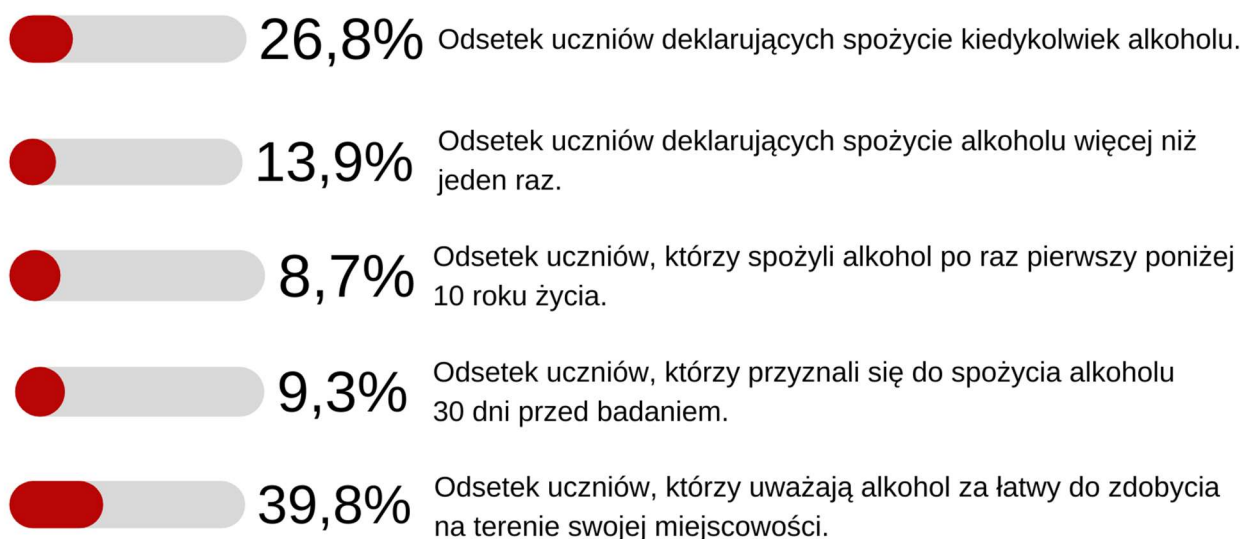 26,8% Odsetek uczniów deklarujących spożycie kiedykolwiek alkoholu.
13,9% Odsetek uczniów deklarujących spożycie alkoholu więcej niż
jeden raz.
8,7% Odsetek uczniów, którzy spożyli alkohol po raz pierwszy poniżej
10 roku życia.
9,3% Odsetek uczniów, którzy przyznali się do spożycia alkoholu
30 dni przed badaniem.
39,8% Odsetek uczniów, którzy uważają alkohol za łatwy do zdobycia
na terenie swojej miejscowości.